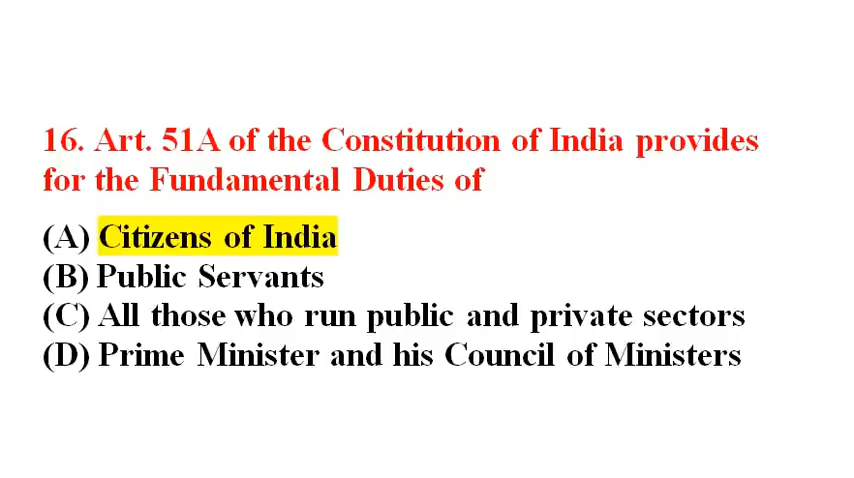 16. Art. 51A of the Constitution of India provides
for the Fundamental Duties of
(A) Citizens of India
(B) Public Servants
(C) All those who run public and private sectors
(D) Prime Minister and his Council of Ministers